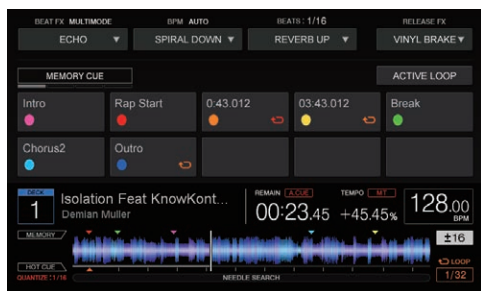 BEAT FX MULTIMODE BPM AUTO BEATS : 1/16 RELEASE FX
ECHO SPIRAL DOWN REVERB UP VINYL BRAKE
MEMORY CUE ACTIVE LOOP
Intro Rap Start 0:43.012 03:43.012 Break
Chorus2 Outro
DECK REMAIN A.CUE TEMPO MT
1 Isolation Feat KnowKont... 00:23.45 +45.45% 128.00
Demian Muller BPM
MEMORY ±16
HOT CUE LOOP
QUANTIZE : 1/16 NEEDLE SEARCH 1/32